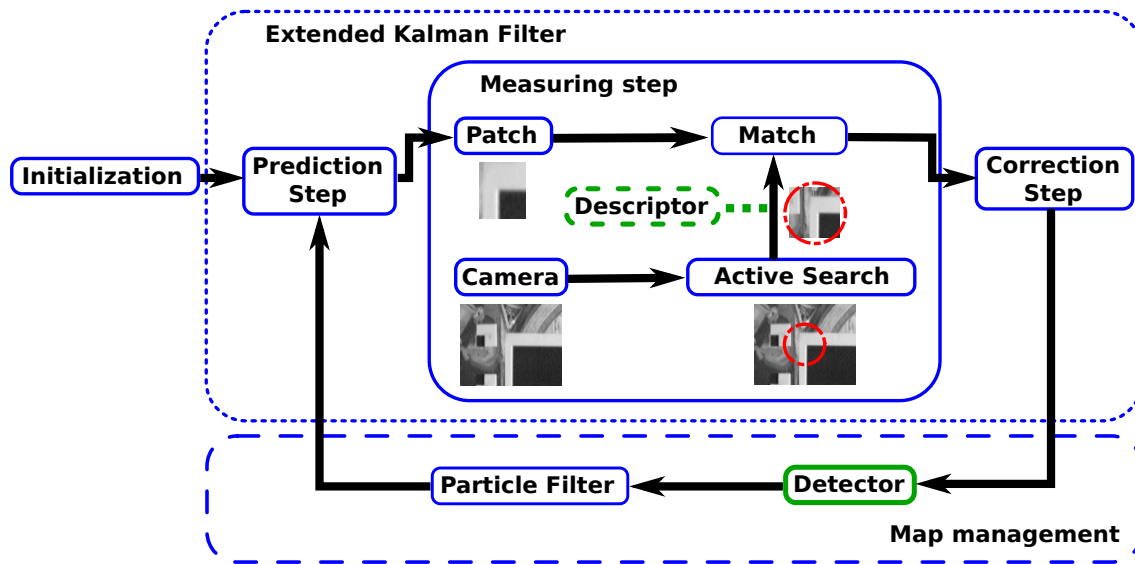 Extended Kalman Filter
Measuring step
Patch
Match
Initialization
Prediction
Step
Correction
Step
Descriptor
Camera
Active Search
Particle Filter
Detector
Map management